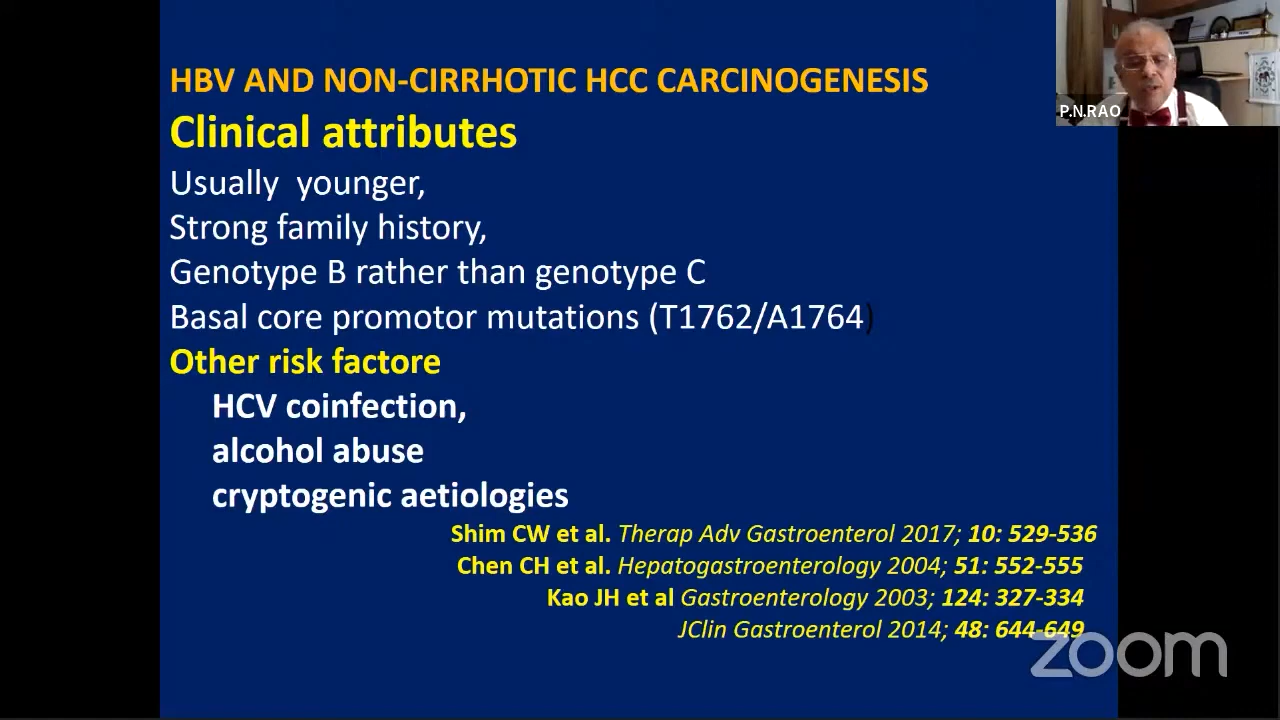 HBV AND NON-CIRRHOTIC HCC CARCINOGENESIS
Clinical attributes
Usually younger,
Strong family history,
Genotype B rather than genotype C
Basal core promotor mutations (T1762/A1764)
Other risk factore
HCV coinfection,
alcohol abuse
cryptogenic aetiologies
Shim CW et al. Therap Adv Gastroenterol 2017; 10: 529-536
Chen CH et al. Hepatogastroenterology 2004; 51: 552-555
Kao JH et al Gastroenterology 2003; 124: 327-334
JClin Gastroenterol 2014; 48: 644-649
P.N.RAO
zoom